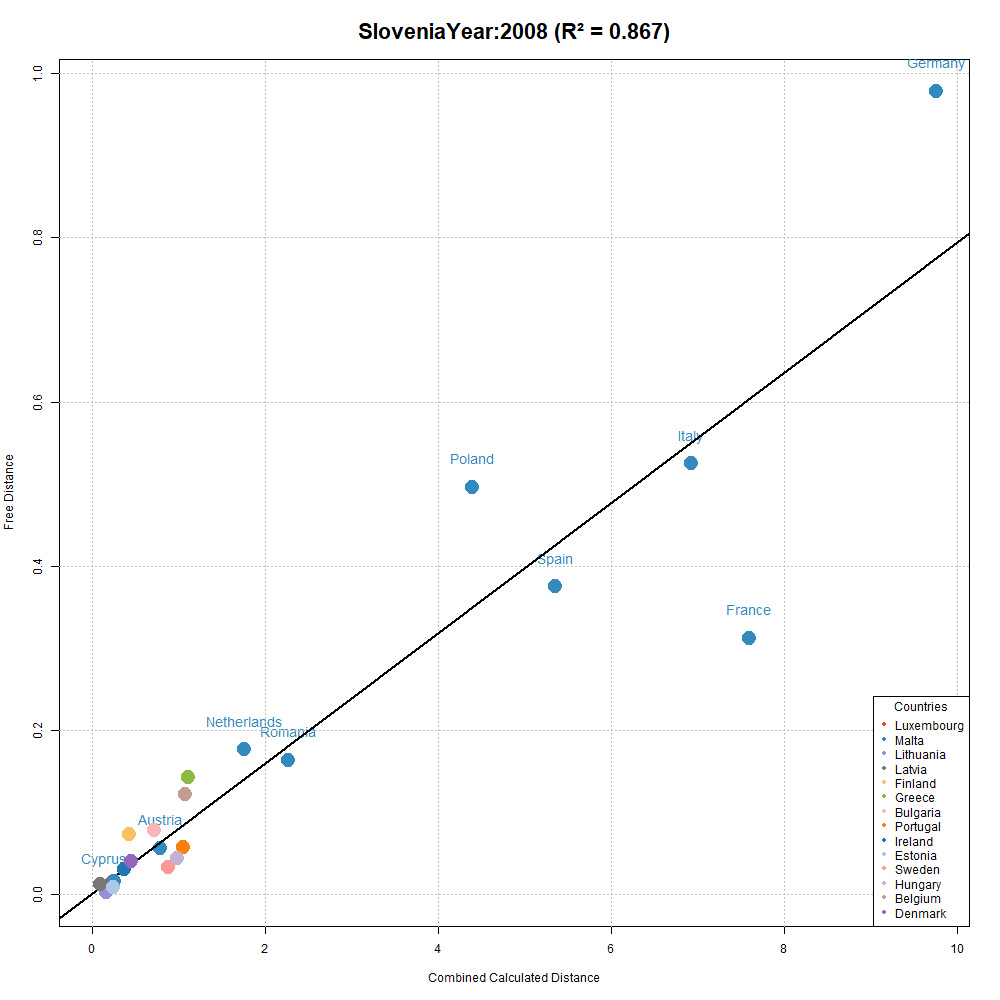 SloveniaYear:2008 (R² = 0.867)
Germany
1.0
0.8
0.6
0.4
0.2
0.0
Free Distance
Italy
Poland
Spain
France
Netherlands
Romania
Austria
Cyprus
Countries
Luxembourg
Malta
Lithuania
Latvia
Finland
Greece
Bulgaria
Portugal
Ireland
Estonia
Sweden
Hungary
Belgium
Denmark
0
2
4
6
8
10
Combined Calculated Distance